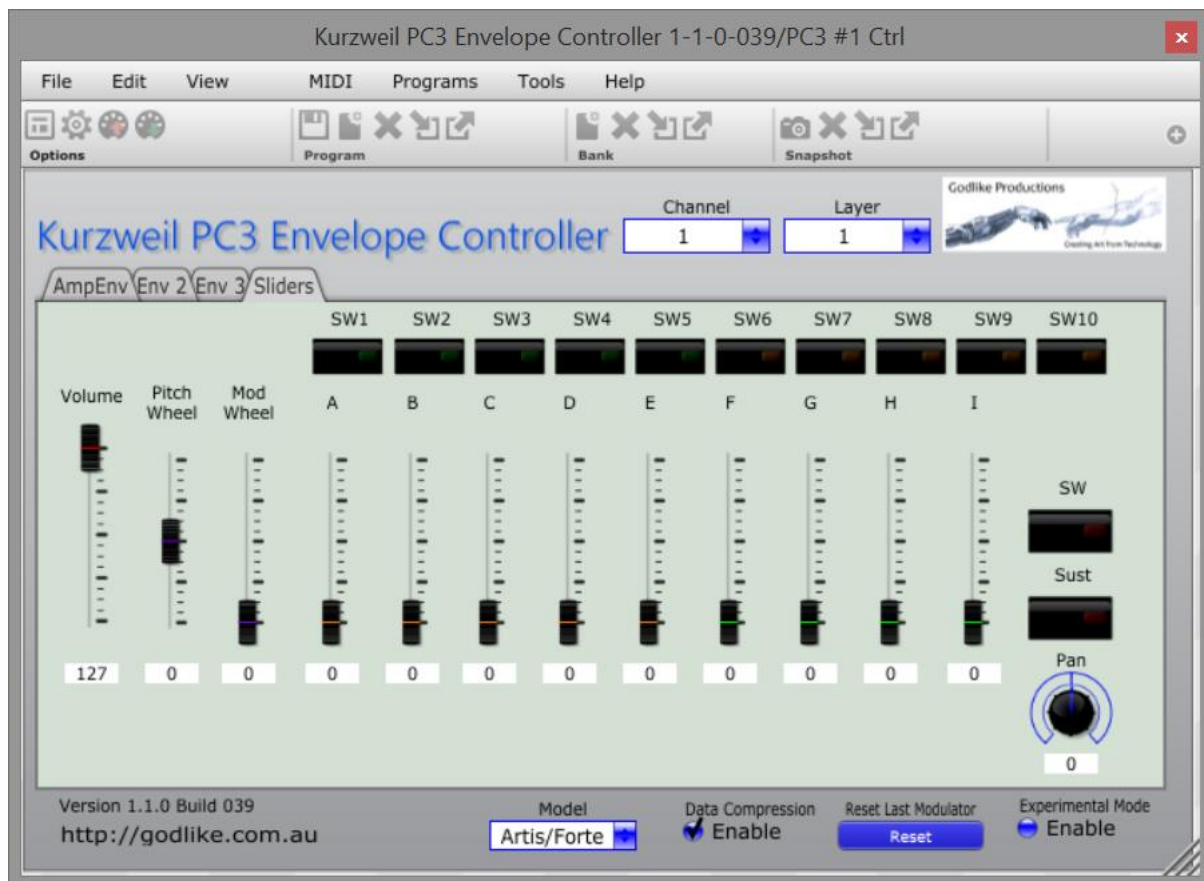 Kurzweil PC3 Envelope Controller 1-1-0-039/PC3 #1 Ctrl
File Edit View MIDI Programs Tools Help
Options Program Bank Snapshot
Kurzweil PC3 Envelope Controller
Channel Layer
1 1
Godlike Productions
Creating Art from Technology
AmpEnv Env 2 Env 3 Sliders
SW1 SW2 SW3 SW4 SW5 SW6 SW7 SW8 SW9 SW10
Volume Pitch Wheel Mod Wheel A B C D E F G H I
SW
Sust
Pan
127 0 0 0 0 0 0 0 0 0 0 0
0
Version 1.1.0 Build 039
http://godlike.com.au
Model
Artis/Forte
Data Compression
Enable
Reset Last Modulator
Reset
Experimental Mode
Enable